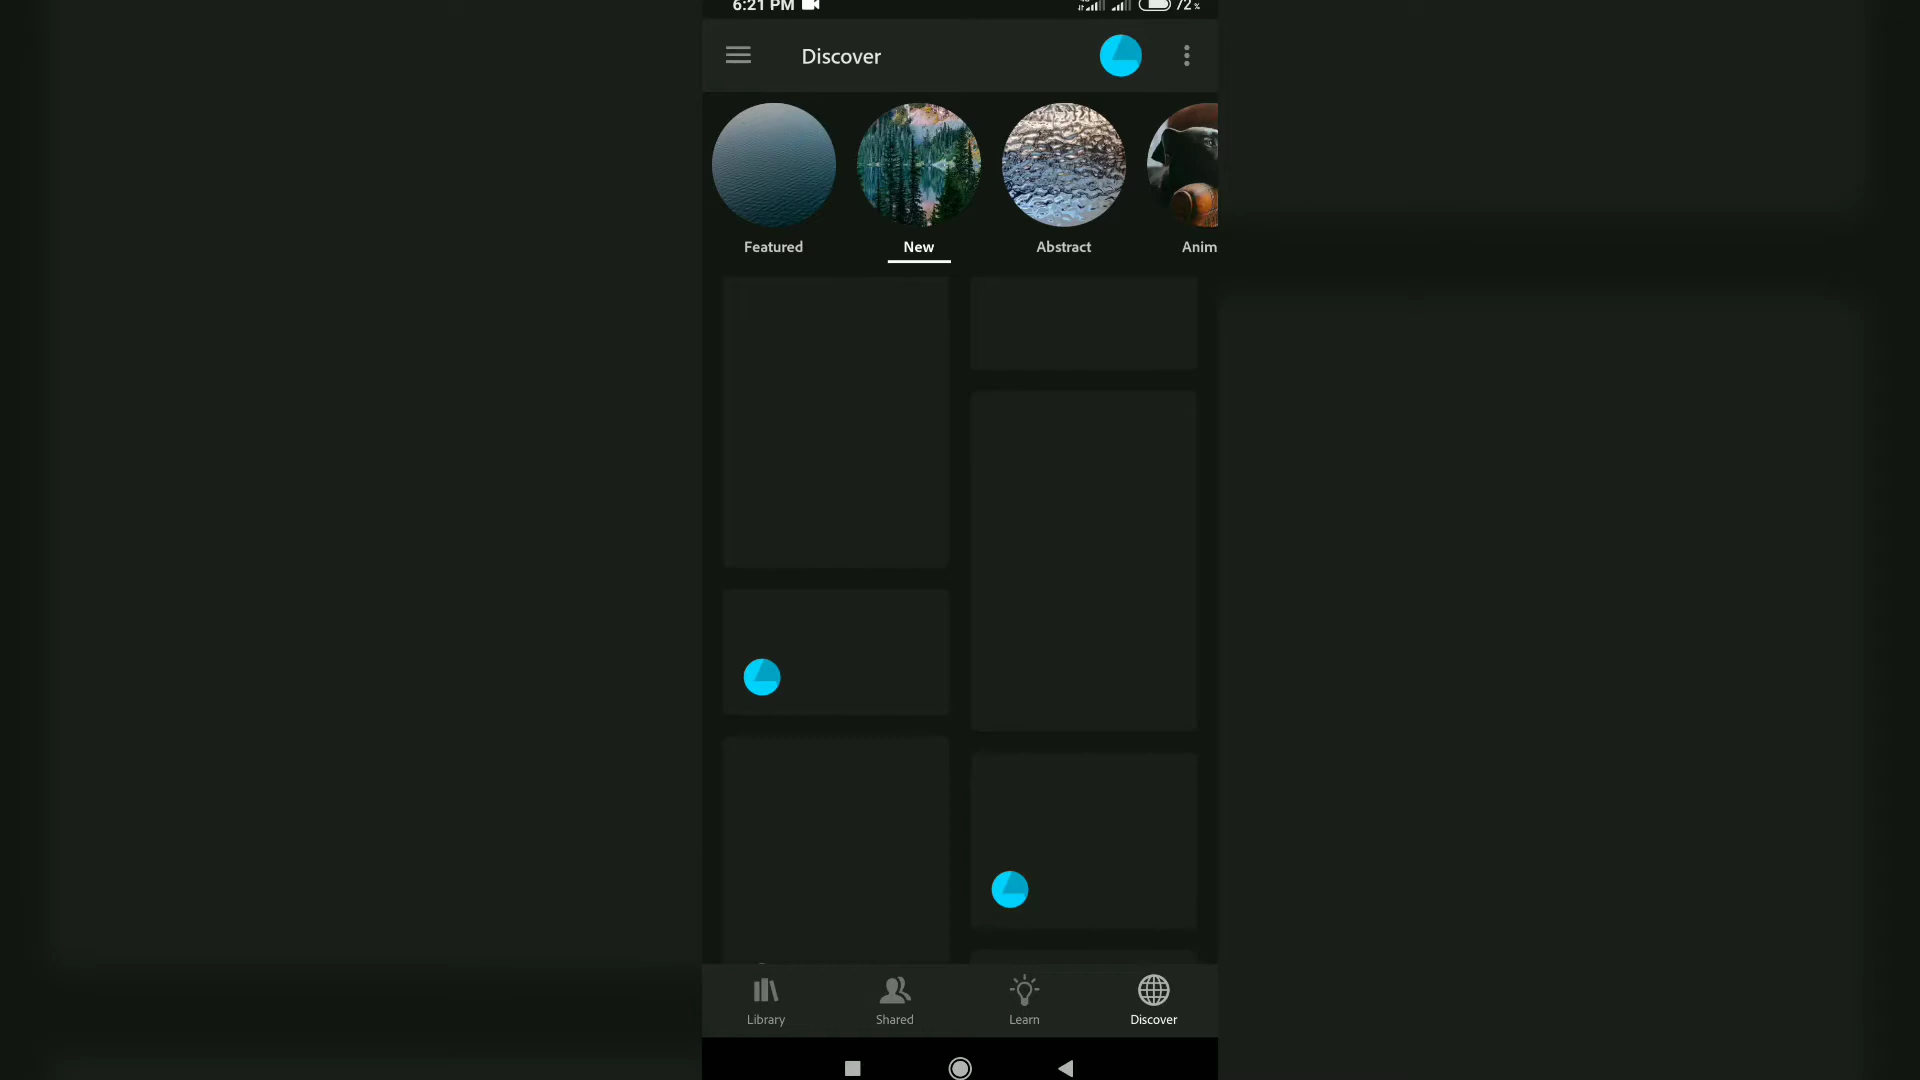 6:21 PM
72%
Discover
Featured
New
Abstract
Anim
Library
Shared
Learn
Discover